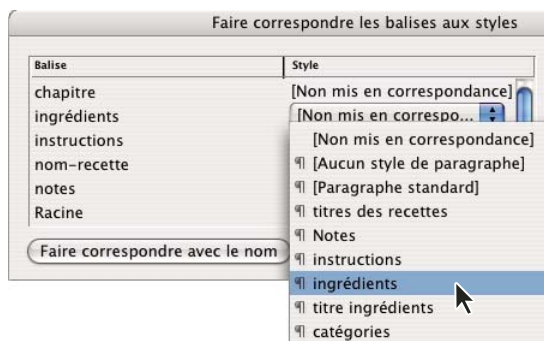 Faire correspondre les balises aux styles
Balise Style
chapitre [Non mis en correspondance]
ingrédients [Non mis en correspo...
instructions [Non mis en correspondance]
nom-recette ¶ [Aucun style de paragraphe]
notes ¶ [Paragraphe standard]
Racine ¶ titres des recettes
¶ Notes
Faire correspondre avec le nom ¶ instructions
¶ ingrédients
¶ titre ingrédients
¶ catégories